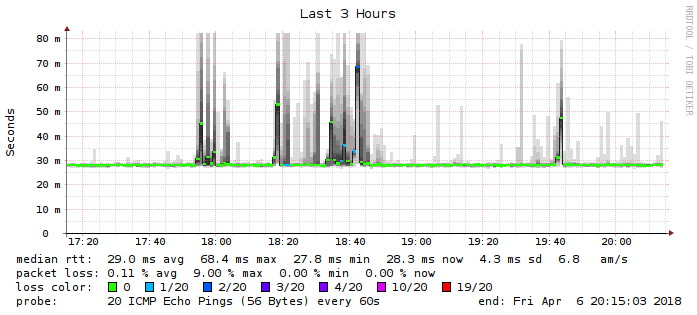 Last 3 Hours
RRDTOOL / TOBI OETIKER
Seconds
80 m
70 m
60 m
50 m
40 m
30 m
20 m
10 m
0
17:20 17:40 18:00 18:20 18:40 19:00 19:20 19:40 20:00
median rtt: 29.0 ms avg 68.4 ms max 27.8 ms min 28.3 ms now 4.3 ms sd 6.8 am/s
packet loss: 0.11 % avg 9.00 % max 0.00 % min 0.00 % now
loss color: 0 1/20 2/20 3/20 4/20 10/20 19/20
probe: 20 ICMP Echo Pings (56 Bytes) every 60s end: Fri Apr 6 20:15:03 2018